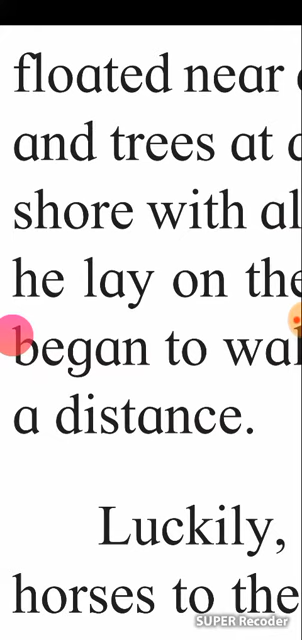 floated near
and trees at
shore with al
he lay on the
began to wal
a distance.
Luckily,
horses to the
SUPER Recorder